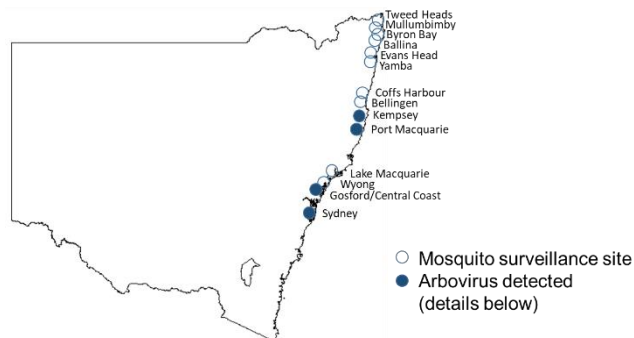 Tweed Heads
Mullumbimby
Byron Bay
Ballina
Evans Head
Yamba
Coffs Harbour
Bellingen
Kempsey
Port Macquarie
Lake Macquarie
Wyong
Gosford/Central Coast
Sydney
Mosquito surveillance site
Arbovirus detected
(details below)